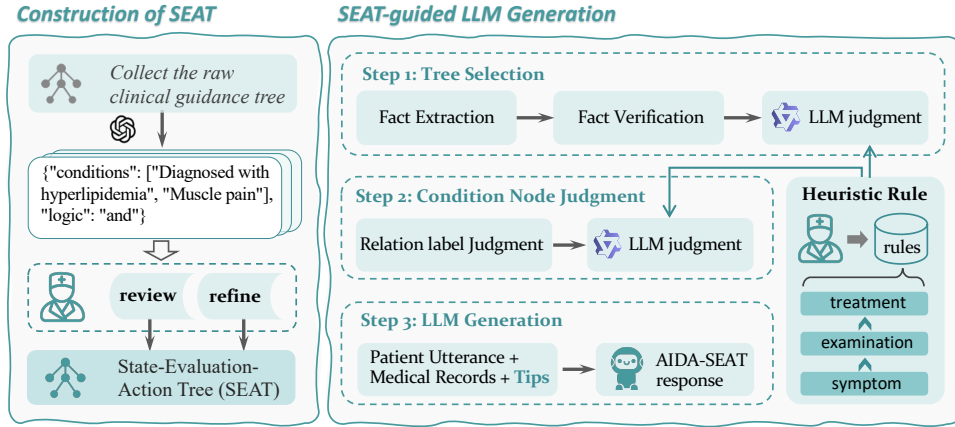 Construction of SEAT
Collect the raw
clinical guidance tree
{"conditions": ["Diagnosed with
hyperlipidemia", "Muscle pain"],
"logic": "and"}
review
refine
State-Evaluation-
Action Tree (SEAT)
SEAT-guided LLM Generation
Step 1: Tree Selection
Fact Extraction
Fact Verification
LLM judgment
Step 2: Condition Node Judgment
Relation label Judgment
LLM judgment
Step 3: LLM Generation
Patient Utterance +
Medical Records + Tips
AIDA-SEAT
response
Heuristic Rule
rules
treatment
examination
symptom